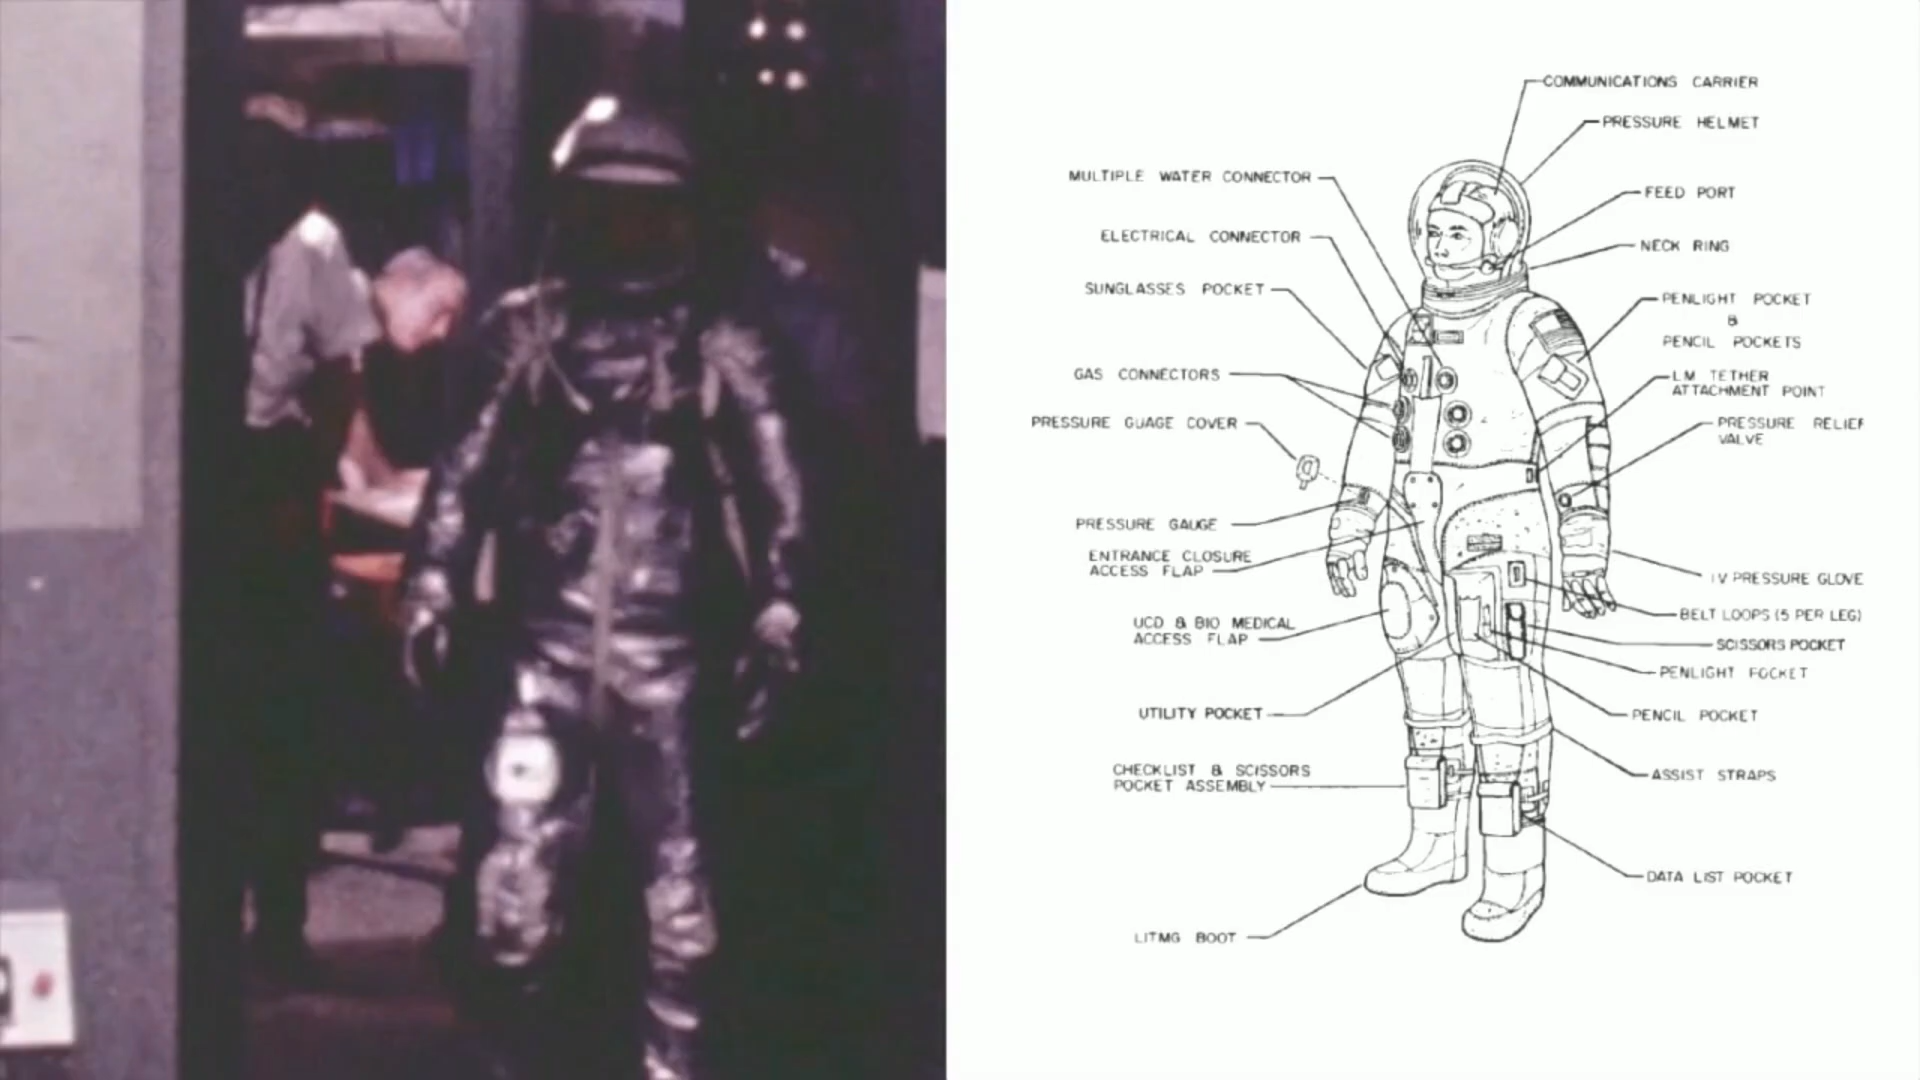 COMMUNICATIONS CARRIER
PRESSURE HELMET
MULTIPLE WATER CONNECTOR
FEED PORT
ELECTRICAL CONNECTOR
NECK RING
SUNGLASSES POCKET
PENLIGHT POCKET
&
PENCIL POCKETS
GAS CONNECTORS
LM TETHER
ATTACHMENT POINT
PRESSURE GUAGE COVER
PRESSURE RELIEF
VALVE
PRESSURE GAUGE
ENTRANCE CLOSURE
ACCESS FLAP
IV PRESSURE GLOVE
BELT LOOPS (5 PER LEG)
UCD & BIO MEDICAL
ACCESS FLAP
SCISSORS POCKET
PENLIGHT POCKET
UTILITY POCKET
PENCIL POCKET
CHECKLIST & SCISSORS
POCKET ASSEMBLY
ASSIST STRAPS
DATA LIST POCKET
LITMG BOOT